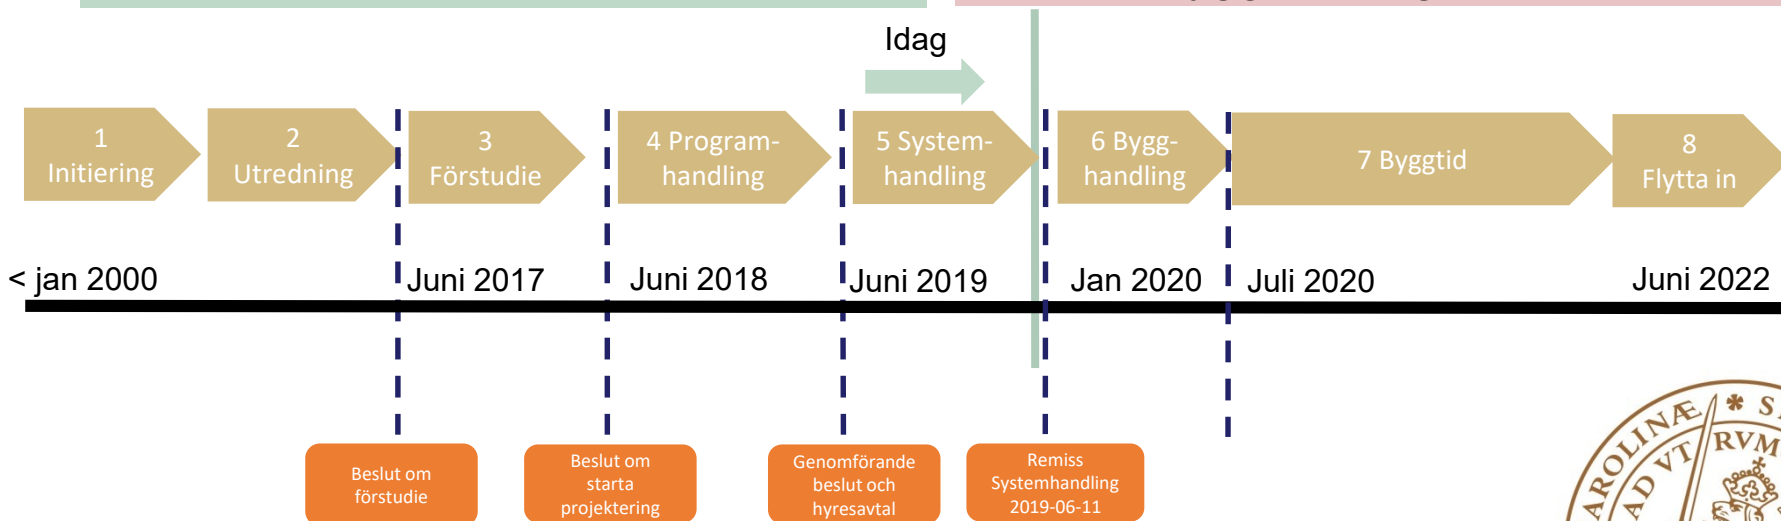 Idag
1
Initiering
2
Utredning
3
Förstudie
4 Program-
handling
5 System-
handling
6 Bygg-
handling
7 Byggtid
8
Flytta in
< jan 2000
Juni 2017
Juni 2018
Juni 2019
Jan 2020
Juli 2020
Juni 2022
Beslut om
förstudie
Beslut om
starta
projektering
Genomförande
beslut och
hyresavtal
Remiss
Systemhandling
2019-06-11
AD VT